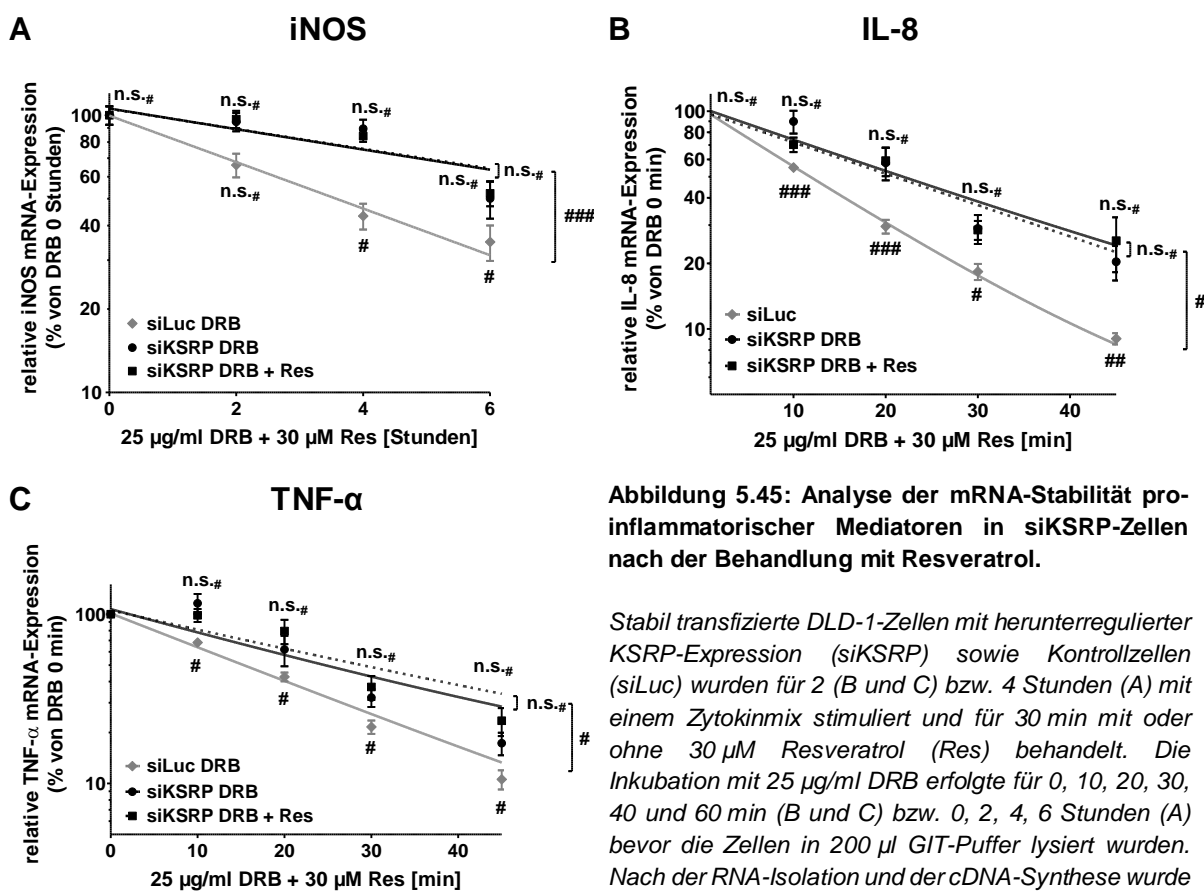 A
iNOS
relative iNOS mRNA-Expression
(% von DRB 0 Stunden)
100
80
60
40
20
10
n.s.#
n.s.#
n.s.#
n.s.#
n.s.#
n.s.#
#
#
###
siLuc DRB
siKSRP DRB
siKSRP DRB + Res
0
2
4
6
25 µg/ml DRB + 30 µM Res [Stunden]
B
IL-8
relative IL-8 mRNA-Expression
(% von DRB 0 min)
100
80
60
40
20
10
n.s.#
n.s.#
n.s.#
n.s.#
n.s.#
n.s.#
###
###
#
##
#
siLuc
siKSRP DRB
siKSRP DRB + Res
10
20
30
40
25 µg/ml DRB + 30 µM Res [min]
C
TNF-α
relative TNF-α mRNA-Expression
(% von DRB 0 min)
100
10
n.s.#
n.s.#
n.s.#
n.s.#
n.s.#
#
#
#
#
#
siLuc DRB
siKSRP DRB
siKSRP DRB + Res
0
10
20
30
40
25 µg/ml DRB + 30 µM Res [min]
Abbildung 5.45: Analyse der mRNA-Stabilität pro-
inflammatorischer Mediatoren in siKSRP-Zellen
nach der Behandlung mit Resveratrol.
Stabil transfizierte DLD-1-Zellen mit herunterregulierter
KSRP-Expression (siKSRP) sowie Kontrollzellen
(siLuc) wurden für 2 (B und C) bzw. 4 Stunden (A) mit
einem Zytokinmix stimuliert und für 30 min mit oder
ohne 30 µM Resveratrol (Res) behandelt. Die
Inkubation mit 25 µg/ml DRB erfolgte für 0, 10, 20, 30,
40 und 60 min (B und C) bzw. 0, 2, 4, 6 Stunden (A)
bevor die Zellen in 200 µl GIT-Puffer lysiert wurden.
Nach der RNA-Isolation und der cDNA-Synthese wurde